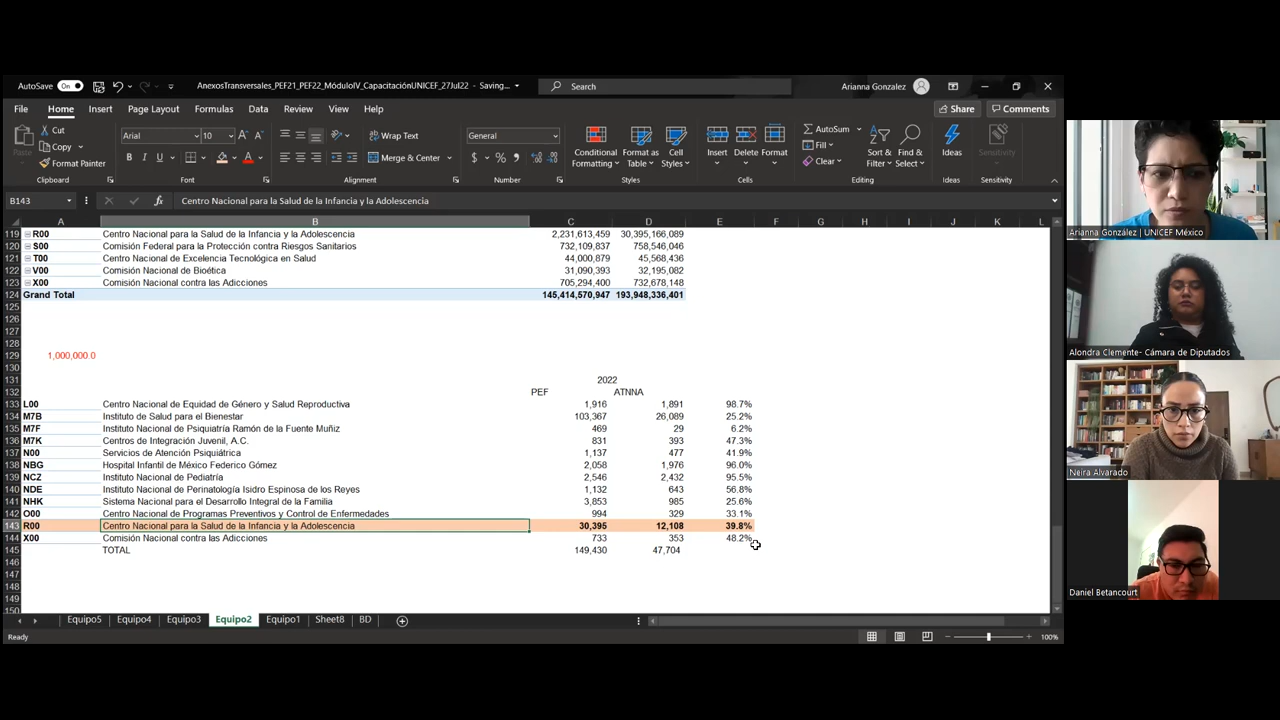 AutoSave On AnexosTransversales_PEF21_PEF22_MóduloIV_CapacitaciónUNICEF_27Jul22 - Saving... Search Arianna Gonzalez
File Home Insert Page Layout Formulas Data Review View Help Share Comments
Cut
Copy
Format Painter
Paste
Clipboard
Arial 10
B I U A
Font
Wrap Text
Merge & Center
Alignment
General
$ % ,
Number
Conditional Formatting
Format as Table
Cell Styles
Styles
Insert Delete Format
Cells
AutoSum
Fill
Clear
Sort & Filter
Find & Select
Editing
Ideas
Ideas
Sensitivity
Sensitivity
B143 fx Centro Nacional para la Salud de la Infancia y la Adolescencia
A B C D E F G H I J K L
119 R00 Centro Nacional para la Salud de la Infancia y la Adolescencia 2,231,613,459 30,395,166,089
120 S00 Comisión Federal para la Protección contra Riesgos Sanitarios 732,109,837 758,546,046
121 T00 Centro Nacional de Excelencia Tecnológica en Salud 44,000,879 45,568,436
122 V00 Comisión Nacional de Bioética 31,090,393 32,195,082
123 X00 Comisión Nacional contra las Adicciones 705,294,400 732,678,148
124 Grand Total 145,414,570,947 193,948,336,401
125
126
127
128
129 1,000,000.0
130
131 2022
132 PEF ATNNA
133 L00 Centro Nacional de Equidad de Género y Salud Reproductiva 1,916 1,891 98.7%
134 M7B Instituto de Salud para el Bienestar 103,367 26,089 25.2%
135 M7F Instituto Nacional de Psiquiatría Ramón de la Fuente Muñiz 469 29 6.2%
136 M7K Centros de Integración Juvenil, A.C. 831 393 47.3%
137 N00 Servicios de Atención Psiquiátrica 1,137 477 41.9%
138 NBG Hospital Infantil de México Federico Gómez 2,058 1,976 96.0%
139 NCZ Instituto Nacional de Pediatría 2,546 2,432 95.5%
140 NDE Instituto Nacional de Perinatología Isidro Espinosa de los Reyes 1,132 643 56.8%
141 NHK Sistema Nacional para el Desarrollo Integral de la Familia 3,853 985 25.6%
142 O00 Centro Nacional de Programas Preventivos y Control de Enfermedades 994 329 33.1%
143 R00 Centro Nacional para la Salud de la Infancia y la Adolescencia 30,395 12,108 39.8%
144 X00 Comisión Nacional contra las Adicciones 733 353 48.2%
145 TOTAL 149,430 47,704
146
147
148
149
150
Equipo5 Equipo4 Equipo3 Equipo2 Equipo1 Sheet8 BD
Ready 100%
Arianna González | UNICEF México
Alondra Clemente- Cámara de Diputados
Neira Alvarado
Daniel Betancourt